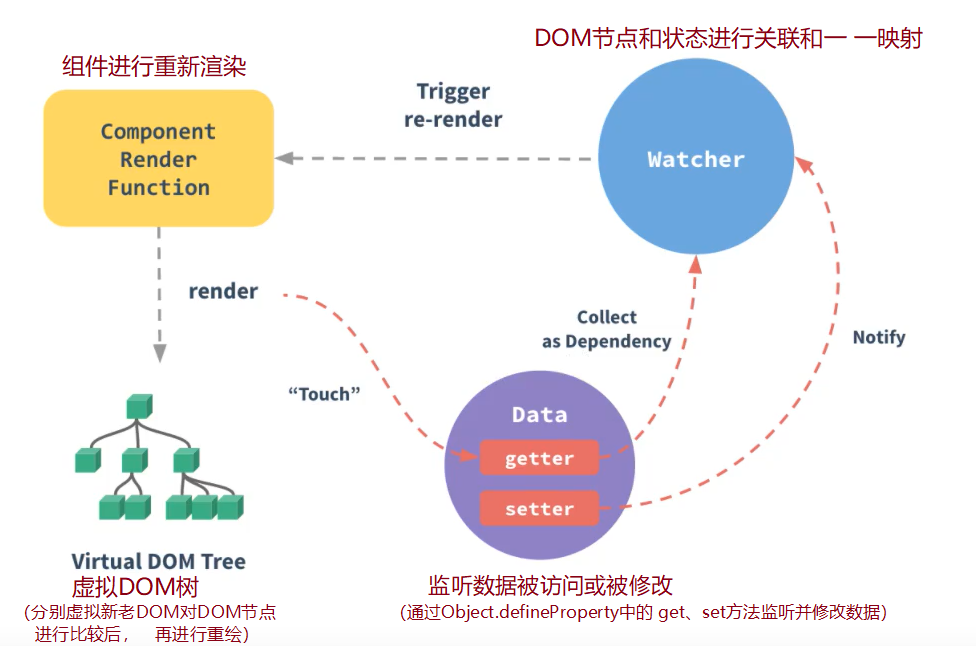 DOM节点和状态进行关联和一 一映射
组件进行重新渲染
Trigger
re-render
Component
Render
Function
Watcher
render
Collect
as Dependency
Notify
“Touch”
Data
getter
setter
Virtual DOM Tree
虚拟DOM树
(分别虚拟新老DOM对DOM节点
进行比较后， 再进行重绘)
监听数据被访问或被修改
(通过Object.defineProperty中的 get、set方法监听并修改数据)